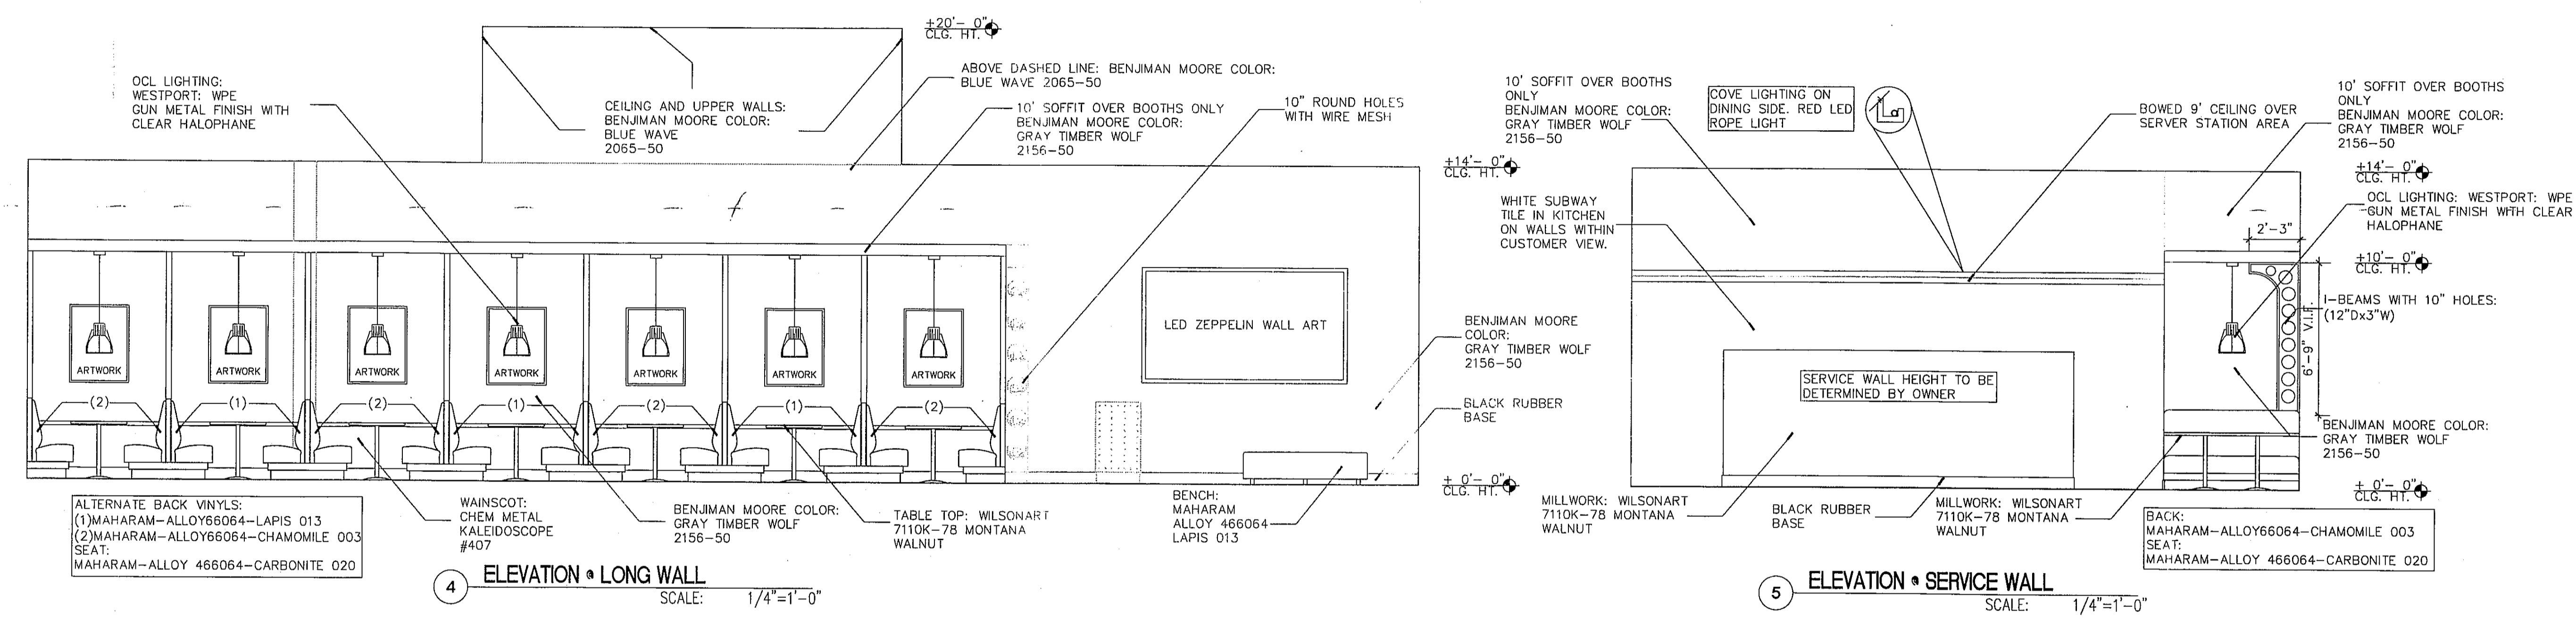 +20'- 0"
CLG. HT.
OCL LIGHTING:
WESTPORT: WPE
GUN METAL FINISH WITH
CLEAR HALOPHANE
CEILING AND UPPER WALLS:
BENJIMAN MOORE COLOR:
BLUE WAVE
2065-50
ABOVE DASHED LINE: BENJIMAN MOORE COLOR:
BLUE WAVE 2065-50
10' SOFFIT OVER BOOTHS ONLY
BENJIMAN MOORE COLOR:
GRAY TIMBER WOLF
2156-50
10" ROUND HOLES
WITH WIRE MESH
+14'- 0"
CLG. HT.
ARTWORK
ARTWORK
ARTWORK
ARTWORK
ARTWORK
ARTWORK
ARTWORK
LED ZEPPELIN WALL ART
(2)
(1)
(2)
(1)
(2)
(1)
(2)
BENJIMAN MOORE
COLOR:
GRAY TIMBER WOLF
2156-50
BLACK RUBBER
BASE
+ 0'- 0"
CLG. HT.
ALTERNATE BACK VINYLS:
(1)MAHARAM-ALLOY66064-LAPIS 013
(2)MAHARAM-ALLOY66064-CHAMOMILE 003
SEAT:
MAHARAM-ALLOY 466064-CARBONITE 020
WAINSCOT:
CHEM METAL
KALEIDOSCOPE
#407
BENJIMAN MOORE COLOR:
GRAY TIMBER WOLF
2156-50
TABLE TOP: WILSONART
7110K-78 MONTANA
WALNUT
BENCH:
MAHARAM
ALLOY 466064
LAPIS 013
4
ELEVATION @ LONG WALL
SCALE: 1/4"=1'-0"
10' SOFFIT OVER BOOTHS
ONLY
BENJIMAN MOORE COLOR:
GRAY TIMBER WOLF
2156-50
COVE LIGHTING ON
DINING SIDE. RED LED
ROPE LIGHT
BOWED 9' CEILING OVER
SERVER STATION AREA
10' SOFFIT OVER BOOTHS
ONLY
BENJIMAN MOORE COLOR:
GRAY TIMBER WOLF
2156-50
+14'- 0"
CLG. HT.
OCL LIGHTING: WESTPORT: WPE
GUN METAL FINISH WITH CLEAR
HALOPHANE
2'-3"
WHITE SUBWAY
TILE IN KITCHEN
ON WALLS WITHIN
CUSTOMER VIEW.
+10'- 0"
CLG. HT.
I-BEAMS WITH 10" HOLES:
(12"Dx3"W)
6'-9" V.I.F.
SERVICE WALL HEIGHT TO BE
DETERMINED BY OWNER
BENJIMAN MOORE COLOR:
GRAY TIMBER WOLF
2156-50
+ 0'- 0"
CLG. HT.
MILLWORK: WILSONART
7110K-78 MONTANA
WALNUT
BLACK RUBBER
BASE
MILLWORK: WILSONART
7110K-78 MONTANA
WALNUT
BACK:
MAHARAM-ALLOY66064-CHAMOMILE 003
SEAT:
MAHARAM-ALLOY 466064-CARBONITE 020
5
ELEVATION @ SERVICE WALL
SCALE: 1/4"=1'-0"